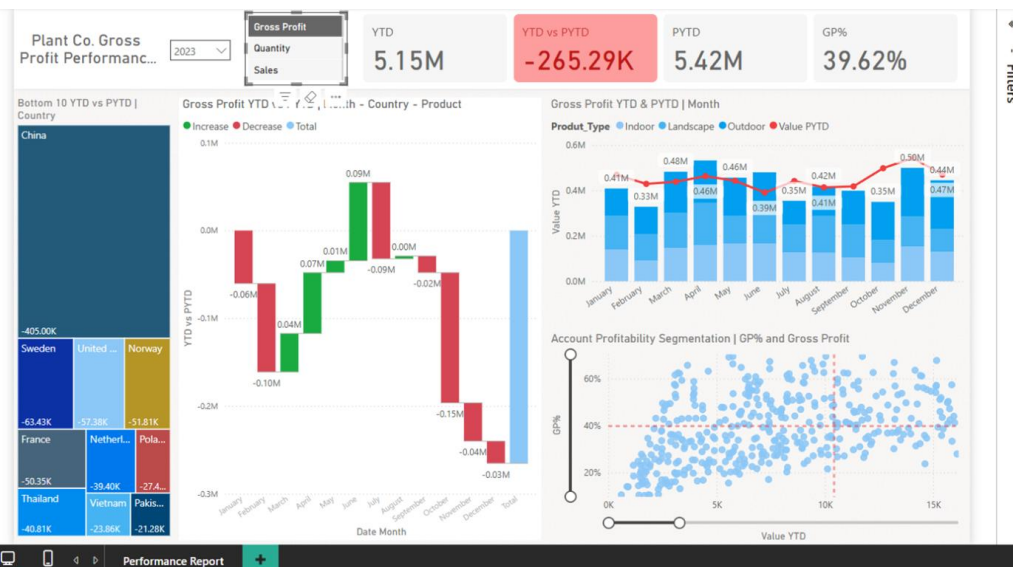 Plant Co. Gross
Profit Performanc...
2023
Gross Profit
Quantity
Sales
YTD
5.15M
YTD vs PYTD
-265.29K
PYTD
5.42M
GP%
39.62%
Filters
Bottom 10 YTD vs PYTD |
Country
China
-405.00K
Sweden
-63.43K
United ...
-57.38K
Norway
-51.81K
France
-50.35K
Netherl...
-39.40K
Pola...
-27.4...
Thailand
-40.81K
Vietnam
-23.86K
Pakis...
-21.28K
Gross Profit YTD
- Country - Product
Increase Decrease Total
0.1M
0.0M
-0.1M
-0.2M
-0.3M
YTD vs PYTD
-0.06M
-0.10M
0.04M
0.07M
0.01M
0.09M
-0.09M
0.00M
-0.02M
-0.15M
-0.04M
-0.03M
January February March April May June July August September October November December Total
Date Month
Gross Profit YTD & PYTD | Month
Produt_Type Indoor Landscape Outdoor Value PYTD
0.6M
0.4M
0.2M
0.0M
Value YTD
0.41M
0.33M
0.48M
0.46M
0.46M
0.39M
0.35M
0.42M
0.41M
0.35M
0.50M
0.44M
0.47M
January February March April May June July August September October November December
Account Profitability Segmentation | GP% and Gross Profit
60%
40%
20%
GP%
0K 5K 10K 15K
Value YTD
Performance Report
+